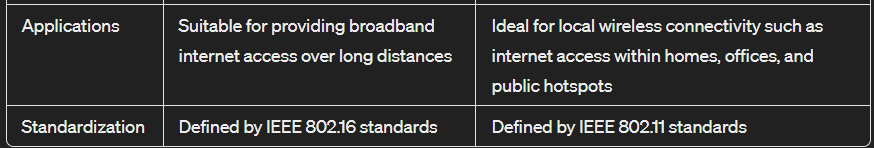 Applications
Suitable for providing broadband
internet access over long distances
Ideal for local wireless connectivity such as
internet access within homes, offices, and
public hotspots
Standardization
Defined by IEEE 802.16 standards
Defined by IEEE 802.11 standards